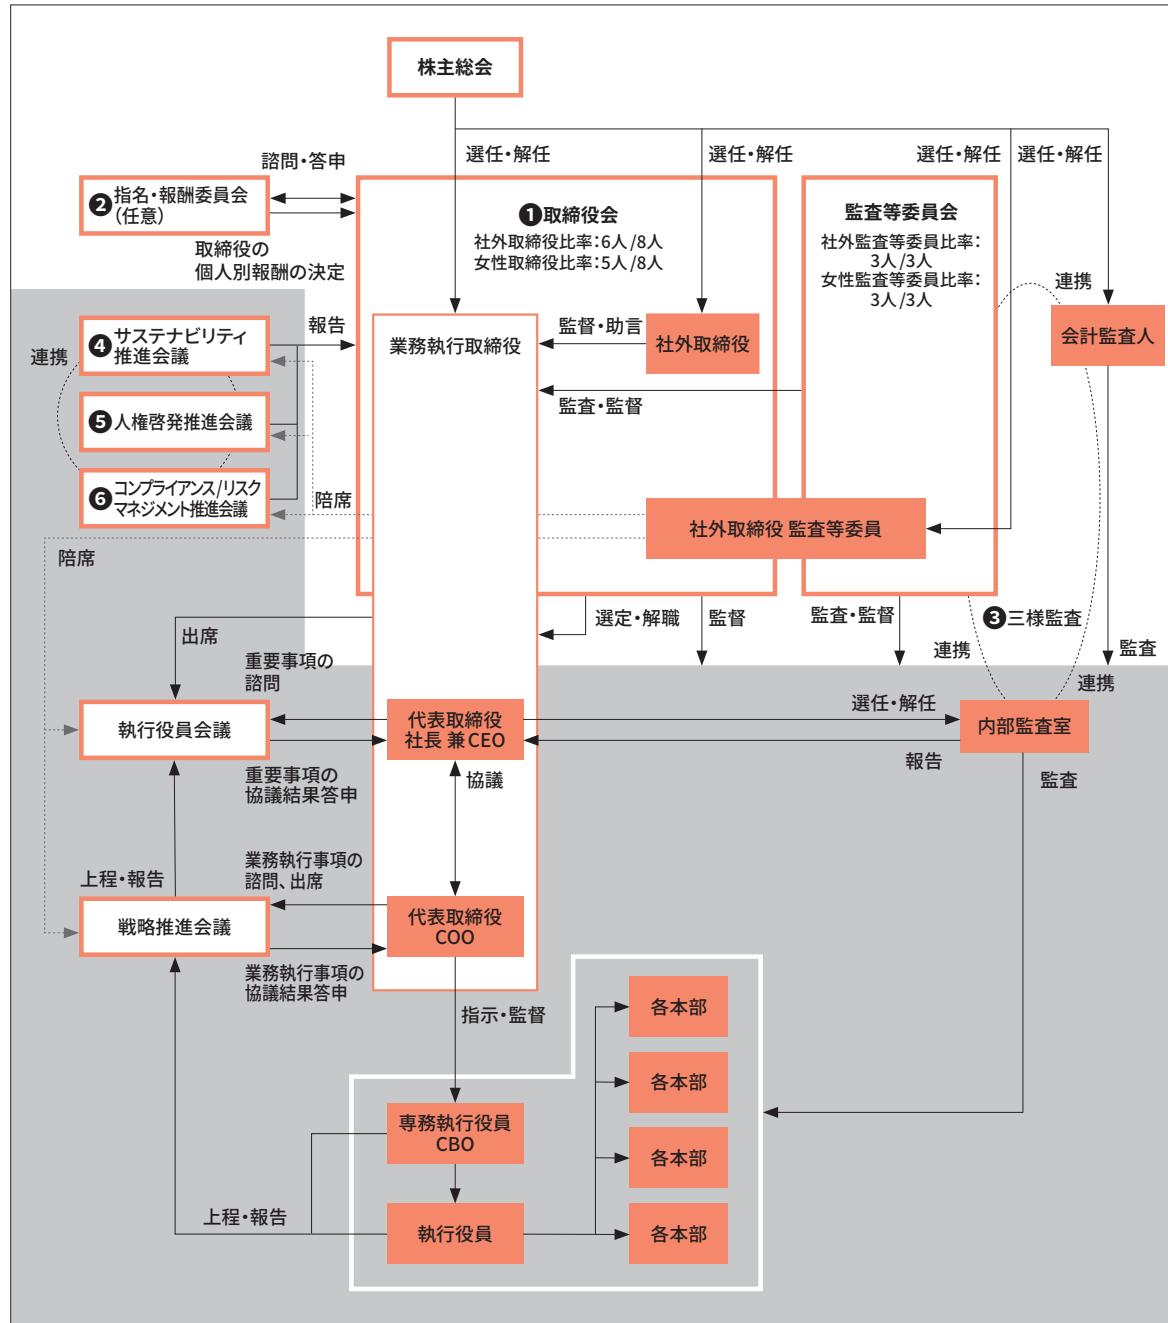 株主総会
選任・解任
選任・解任
選任・解任
選任・解任
諮問・答申
❷指名・報酬委員会
(任意)
取締役の
個人別報酬の決定
❶取締役会
社外取締役比率：6人/8人
女性取締役比率：5人/8人
監査等委員会
社外監査等委員比率：
3人/3人
女性監査等委員比率：
3人/3人
連携
会計監査人
❹サステナビリティ
推進会議
報告
連携
業務執行取締役
監督・助言
社外取締役
監査・監督
❺人権啓発推進会議
❻コンプライアンス/リスク
マネジメント推進会議
陪席
社外取締役 監査等委員
陪席
出席
選定・解職
監督
監査・監督
❸三様監査
連携
監査
連携
重要事項の
諮問
執行役員会議
代表取締役
社長 兼 CEO
選任・解任
内部監査室
報告
監査
重要事項の
協議結果答申
協議
上程・報告
業務執行事項の
諮問、出席
戦略推進会議
代表取締役
COO
業務執行事項の
協議結果答申
指示・監督
各本部
各本部
専務執行役員
CBO
各本部
上程・報告
執行役員
各本部